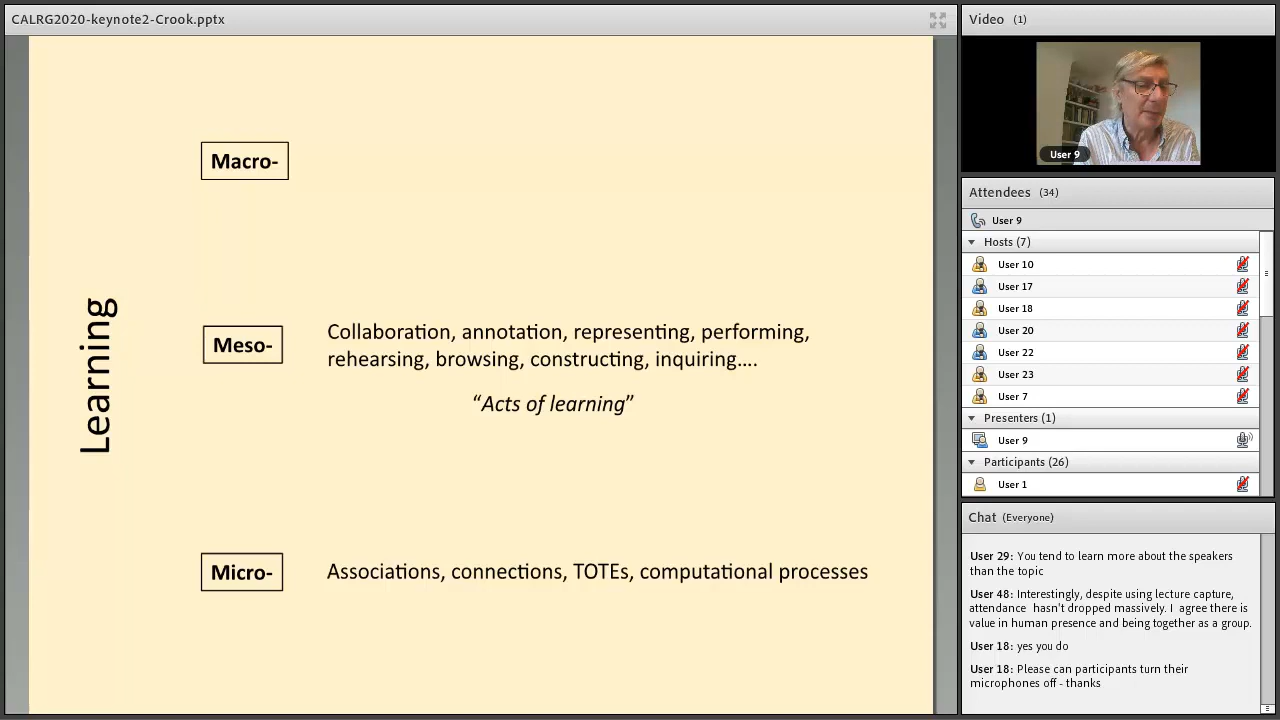 CALRG2020-keynote2-Crook.pptx
Macro-
Learning
Meso-
Collaboration, annotation, representing, performing,
rehearsing, browsing, constructing, inquiring....
“Acts of learning”
Micro-
Associations, connections, TOTEs, computational processes
Video (1)
User 9
Attendees (34)
User 9
Hosts (7)
User 10
User 17
User 18
User 20
User 22
User 23
User 7
Presenters (1)
User 9
Participants (26)
User 1
Chat (Everyone)
User 29: You tend to learn more about the speakers
than the topic
User 48: Interestingly, despite using lecture capture,
attendance hasn't dropped massively. I agree there is
value in human presence and being together as a group.
User 18: yes you do
User 18: Please can participants turn their
microphones off - thanks